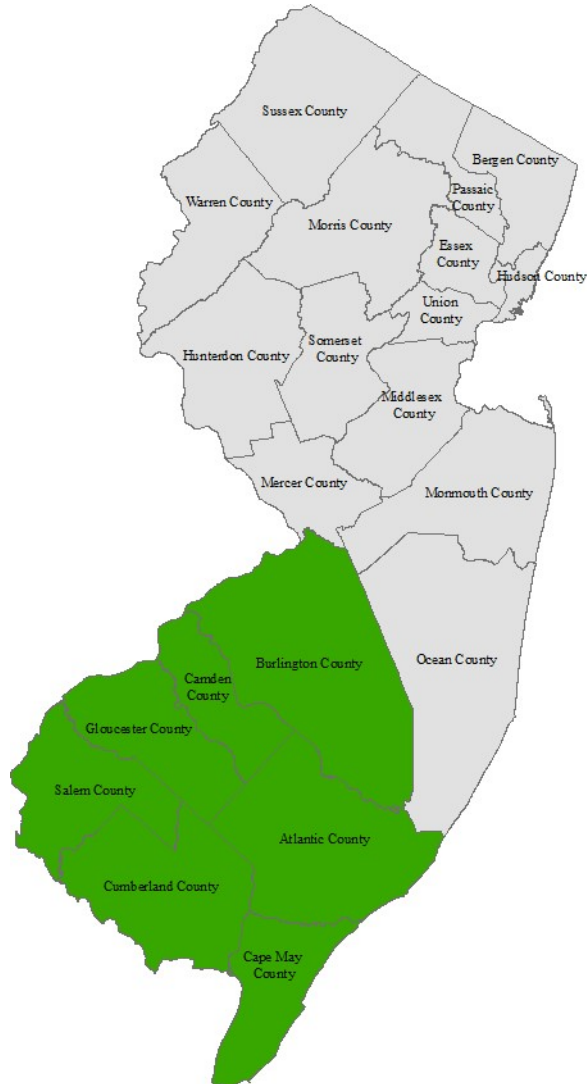 Sussex County
Bergen County
Passaic
County
Warren County
Morris County
Essex
County
Hudson County
Union
County
Somerset
County
Hunterdon County
Middlesex
County
Mercer County
Monmouth County
Ocean County
Burlington County
Camden
County
Gloucester County
Salem County
Atlantic County
Cumberland County
Cape May
County